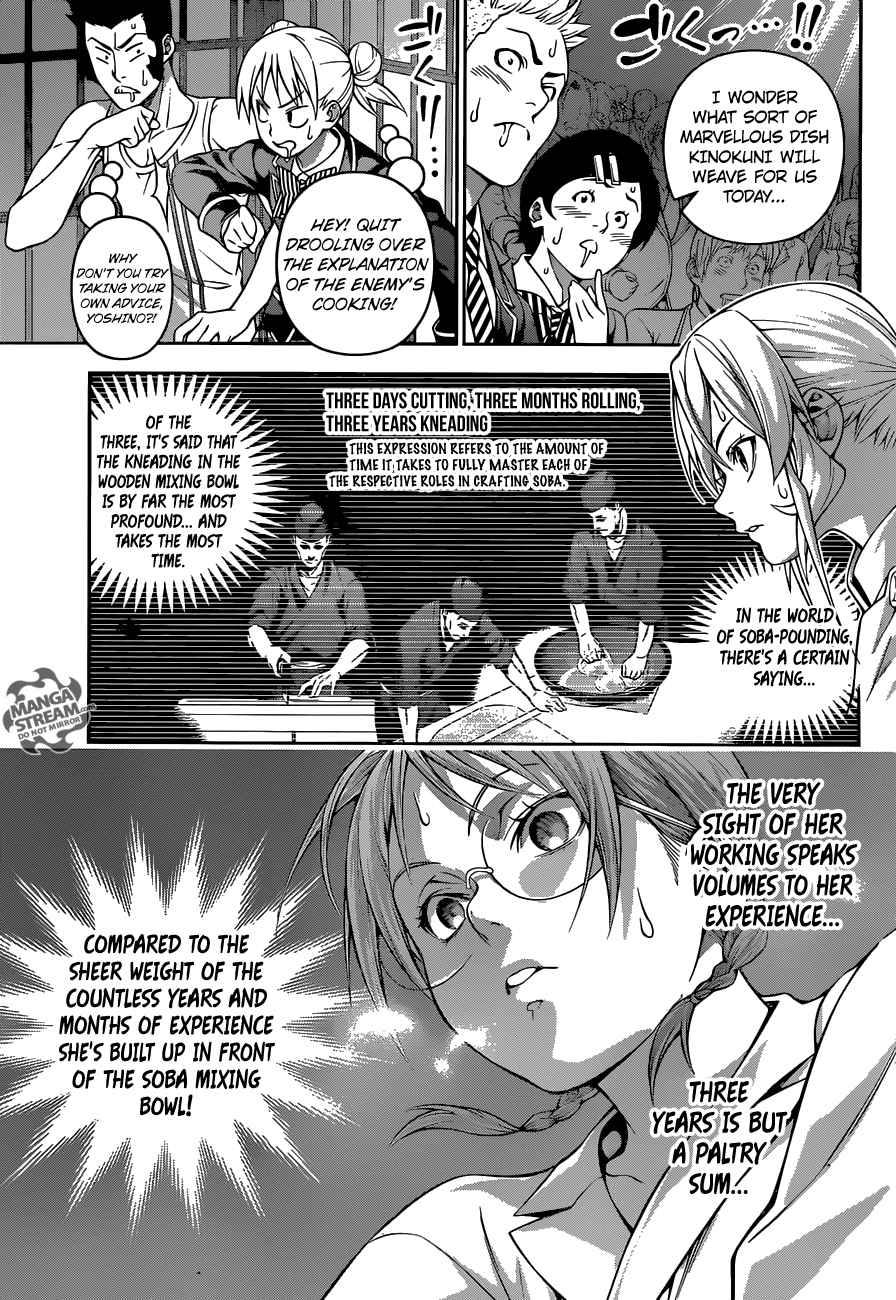 ごくっ…!!
I WONDER
WHAT SORT OF
MARVELLOUS DISH
KINOKUNI WILL
WEAVE FOR US
TODAY...
ごくっ…
HEY! QUIT
DROOLING OVER
THE EXPLANATION
OF THE ENEMY'S
COOKING!
WHY
DON'T YOU TRY
TAKING YOUR
OWN ADVICE,
YOSHINO?!
IN THE WORLD
OF SOBA-POUNDING,
THERE'S A CERTAIN
SAYING...
THREE DAYS CUTTING, THREE MONTHS ROLLING,
THREE YEARS KNEADING
THIS EXPRESSION REFERS TO THE AMOUNT OF
TIME IT TAKES TO FULLY MASTER EACH OF
THE RESPECTIVE ROLES IN CRAFTING SOBA.
OF THE
THREE, IT'S SAID THAT
THE KNEADING IN THE
WOODEN MIXING BOWL
IS BY FAR THE MOST
PROFOUND... AND
TAKES THE MOST
TIME.
MANGA
STREAM.COM
DO NOT MIRROR
THE VERY
SIGHT OF HER
WORKING SPEAKS
VOLUMES TO HER
EXPERIENCE...
THREE
YEARS IS BUT
A PALTRY
SUM...
COMPARED TO THE
SHEER WEIGHT OF THE
COUNTLESS YEARS AND
MONTHS OF EXPERIENCE
SHE'S BUILT UP IN FRONT
OF THE SOBA MIXING
BOWL!